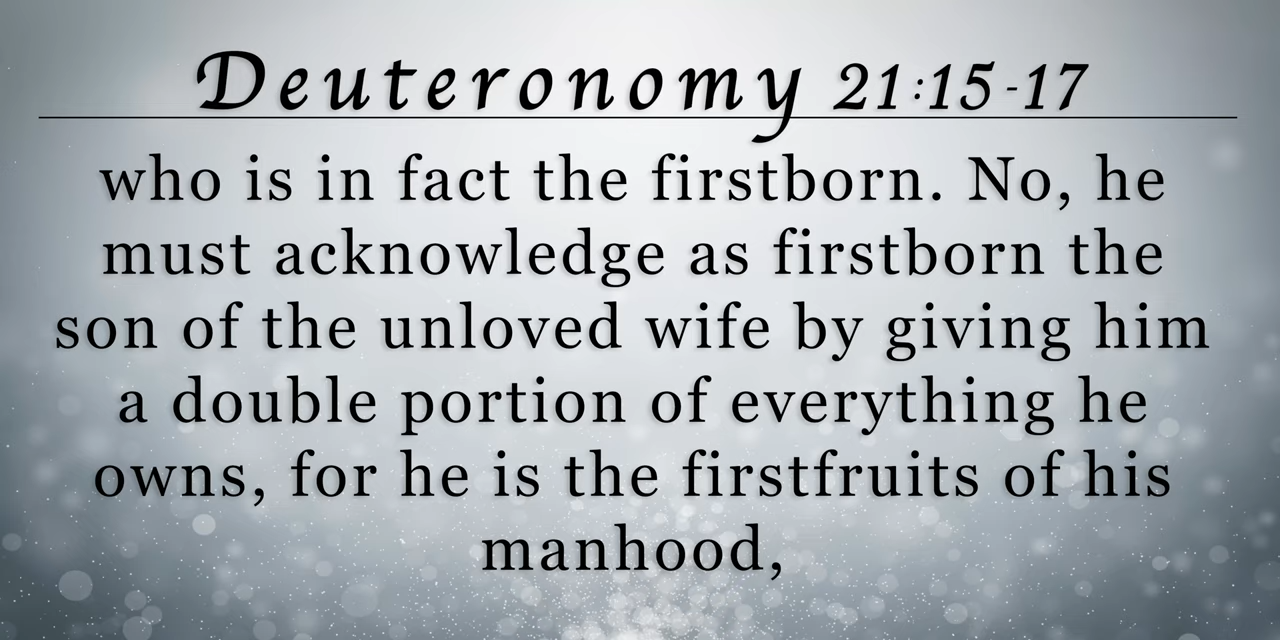 Deuteronomy 21:15-17
who is in fact the firstborn. No, he
must acknowledge as firstborn the
son of the unloved wife by giving him
a double portion of everything he
owns, for he is the firstfruits of his
manhood,